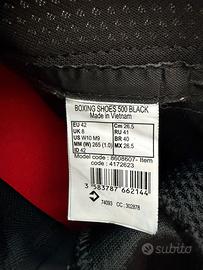 BOXING SHOES 500 BLACK
Made in Vietnam
EU 42 Cm 26.5
UK 8 RU 41
US W10 M9 BR 40
MM (W) 265 (1.0) MX 26.5
ID 42
Model code : 8608607- Item
code : 4172623
3 583787 662144
74093 CC: 302878
subito